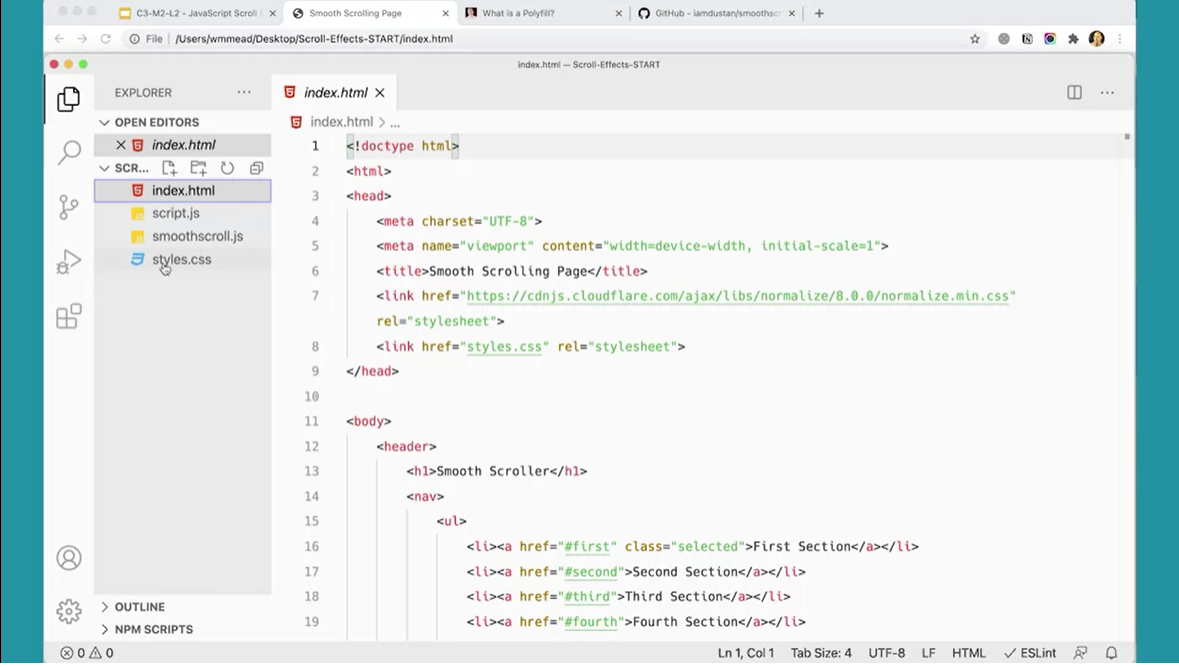 C3-M2-L2 - JavaScript Scroll
Smooth Scrolling Page
What is a Polyfill?
GitHub - iamdustan/smoothscr
File /Users/wmmead/Desktop/Scroll-Effects-START/index.html
index.html — Scroll-Effects-START
EXPLORER
index.html
OPEN EDITORS
index.html > ...
index.html
SCR...
index.html
script.js
smoothscroll.js
styles.css
OUTLINE
NPM SCRIPTS
1 <!doctype html>
2 <html>
3 <head>
4 <meta charset="UTF-8">
5 <meta name="viewport" content="width=device-width, initial-scale=1">
6 <title>Smooth Scrolling Page</title>
7 <link href="https://cdnjs.cloudflare.com/ajax/libs/normalize/8.0.0/normalize.min.css"
rel="stylesheet">
8 <link href="styles.css" rel="stylesheet">
9 </head>
10
11 <body>
12 <header>
13 <h1>Smooth Scroller</h1>
14 <nav>
15 <ul>
16 <li><a href="#first" class="selected">First Section</a></li>
17 <li><a href="#second">Second Section</a></li>
18 <li><a href="#third">Third Section</a></li>
19 <li><a href="#fourth">Fourth Section</a></li>
0 0 Ln 1, Col 1 Tab Size: 4 UTF-8 LF HTML ESLint